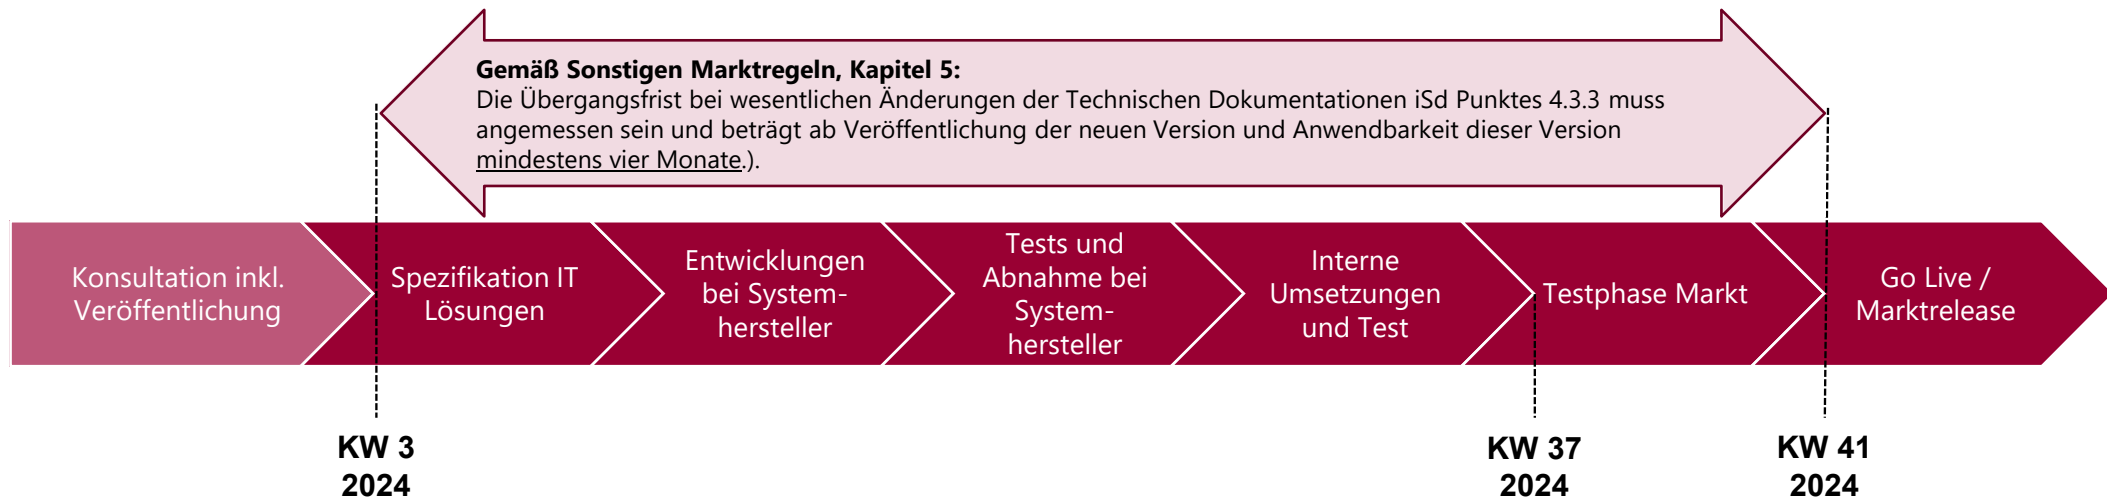 Gemäß Sonstigen Marktregeln, Kapitel 5:
Die Übergangsfrist bei wesentlichen Änderungen der Technischen Dokumentationen iSd Punktes 4.3.3 muss
angemessen sein und beträgt ab Veröffentlichung der neuen Version und Anwendbarkeit dieser Version
mindestens vier Monate.).
Konsultation inkl.
Veröffentlichung
Spezifikation IT
Lösungen
Entwicklungen
bei System-
hersteller
Tests und
Abnahme bei
System-
hersteller
Interne
Umsetzungen
und Test
Testphase Markt
Go Live /
Marktrelease
KW 3
2024
KW 37
2024
KW 41
2024